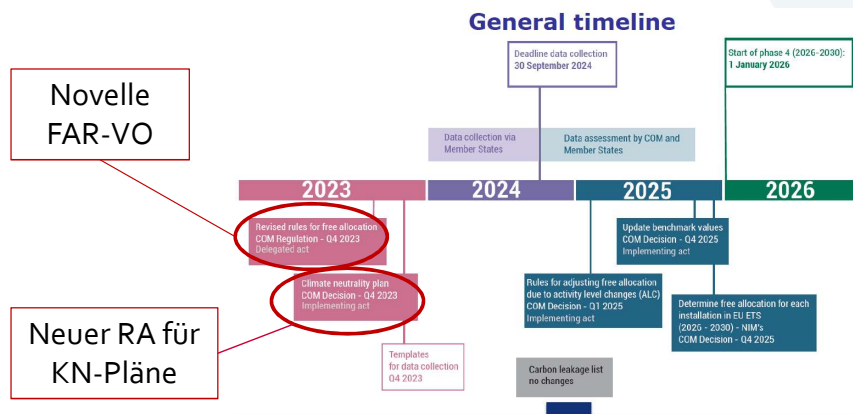 General timeline
Deadline data collection
30 September 2024
Start of phase 4 (2026-2030):
1 January 2026
Novelle
FAR-VO
Data collection via
Member States
Data assessment by COM and
Member States
2023
2024
2025
2026
Revised rules for free allocation
COM Regulation - Q4 2023
Delegated act
Update benchmark values
COM Decision - Q4 2025
Implementing act
Climate neutrality plan
COM Decision - Q4 2023
Implementing act
Rules for adjusting free allocation
due to activity level changes (ALC)
COM Decision - Q1 2025
Implementing act
Determine free allocation for each
installation in EU ETS
(2026 - 2030) - NIM's
COM Decision - Q4 2025
Neuer RA für
KN-Pläne
Templates
for data collection
Q4 2023
Carbon leakage list
no changes